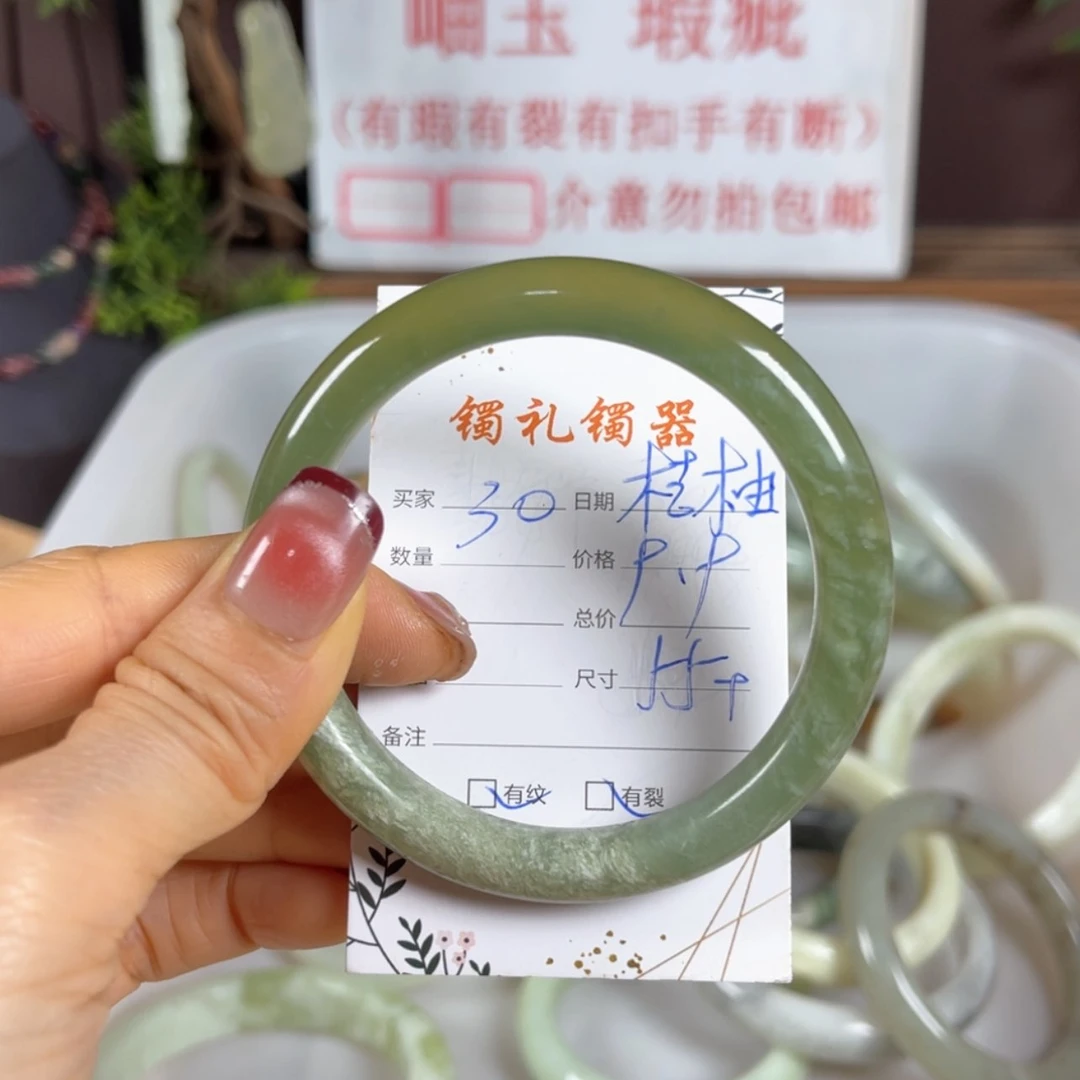 岫玉 瑕疵
（有瑕有裂有扣手有断）
介意勿拍包邮
镯礼镯器
买家 30 日期 桂柚
数量 价格
总价
尺寸
备注
有纹 有裂